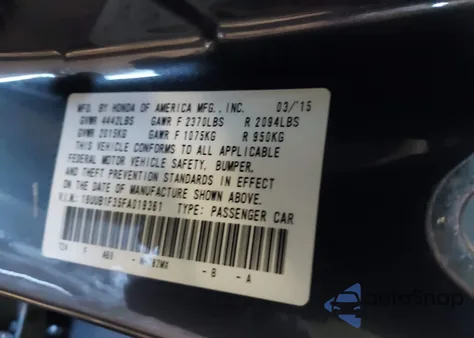 MFD. BY HONDA OF AMERICA MFG., INC. 03/'15
GVWR 4442LBS GAWR F 2370LBS R 2094LBS
GVWR 2015KG GAWR F 1075KG R 950KG
THIS VEHICLE CONFORMS TO ALL APPLICABLE
FEDERAL MOTOR VEHICLE SAFETY, BUMPER,
AND THEFT PREVENTION STANDARDS IN EFFECT
ON THE DATE OF MANUFACTURE SHOWN ABOVE.
V.I.N.: 19UUB1F35FA019361 TYPE: PASSENGER CAR
F - B - A
autoSnap